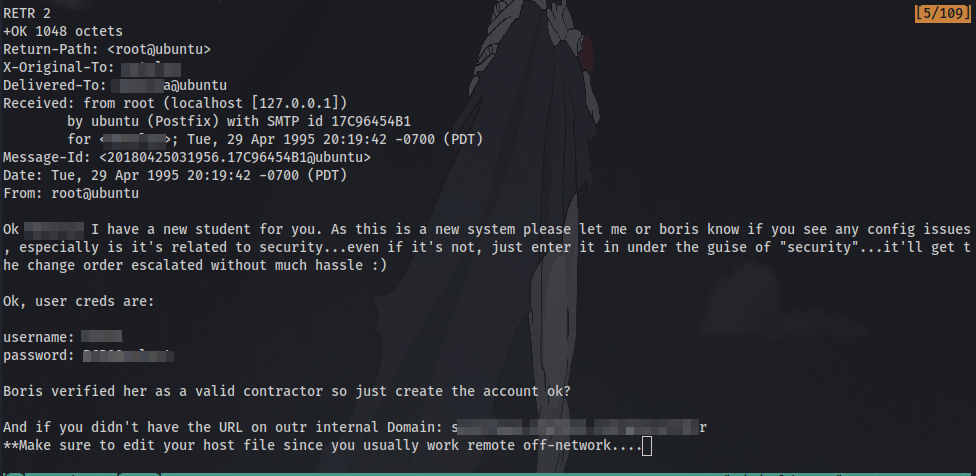 RETR 2
[5/109]
+OK 1048 octets
Return-Path: <root@ubuntu>
X-Original-To:
Delivered-To: a@ubuntu
Received: from root (localhost [127.0.0.1])
by ubuntu (Postfix) with SMTP id 17C96454B1
for < >; Tue, 29 Apr 1995 20:19:42 -0700 (PDT)
Message-Id: <20180425031956.17C96454B1@ubuntu>
Date: Tue, 29 Apr 1995 20:19:42 -0700 (PDT)
From: root@ubuntu
Ok I have a new student for you. As this is a new system please let me or boris know if you see any config issues
, especially is it's related to security...even if it's not, just enter it in under the guise of "security"...it'll get t
he change order escalated without much hassle :)
Ok, user creds are:
username:
password:
Boris verified her as a valid contractor so just create the account ok?
And if you didn't have the URL on outr internal Domain: s r
**Make sure to edit your host file since you usually work remote off-network....